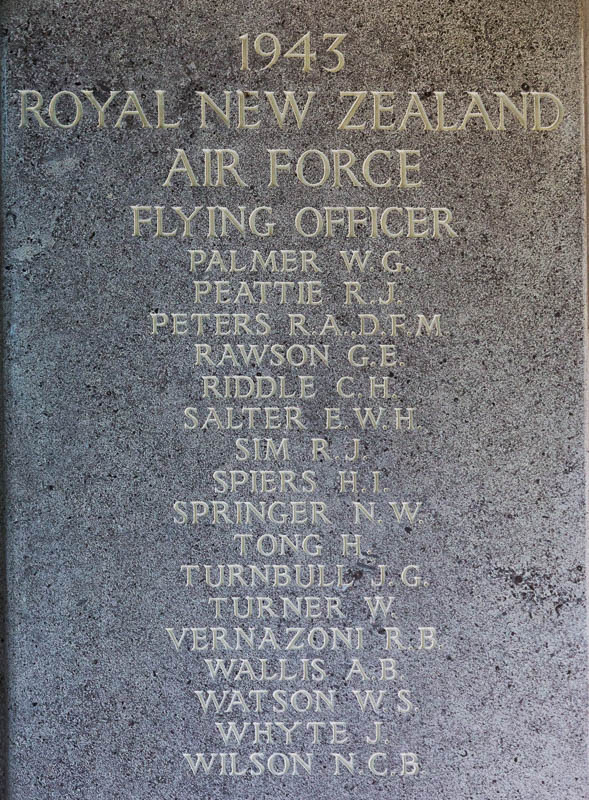 1943
ROYAL NEW ZEALAND
AIR FORCE
FLYING OFFICER
PALMER W.G.
PEATTIE R.J.
PETERS R.A., D.F.M.
RAWSON G.E.
RIDDLE C.H.
SALTER E.W.H.
SIM R.J.
SPIERS H.I.
SPRINGER N.W.
TONG H.
TURNBULL J.G.
TURNER W.
VERNAZONI R.B.
WALLIS A.B.
WATSON W.S.
WHYTE J.
WILSON N.C.B.